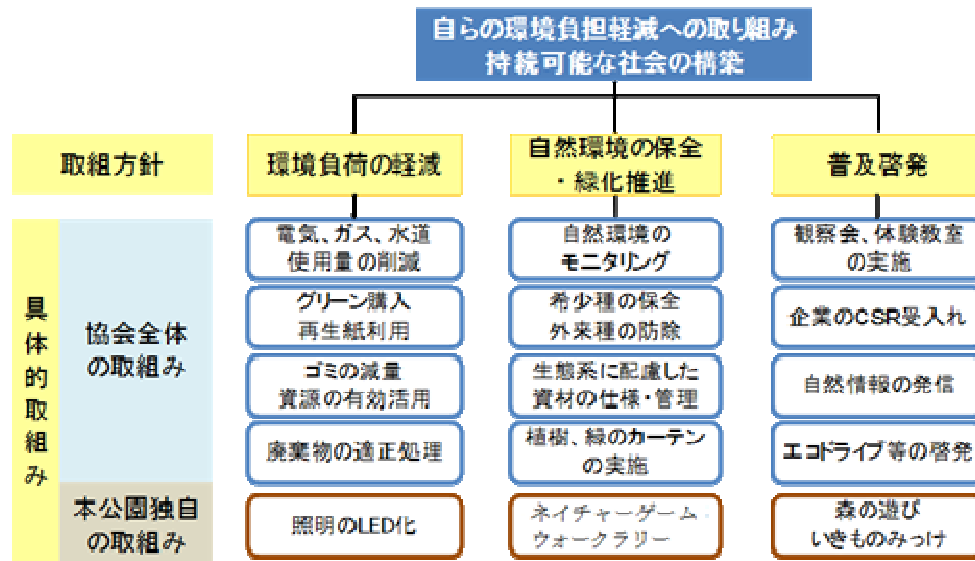 自らの環境負担軽減への取り組み
持続可能な社会の構築
取組方針
環境負荷の軽減
自然環境の保全
・緑化推進
普及啓発
具体的取組み
協会全体
の取組み
電気、ガス、水道
使用量の削減
自然環境の
モニタリング
観察会、体験教室
の実施
グリーン購入
再生紙利用
希少種の保全
外来種の防除
企業のCSR受入れ
ゴミの減量
資源の有効活用
生態系に配慮した
資材の仕様・管理
自然情報の発信
廃棄物の適正処理
植樹、緑のカーテン
の実施
エコドライブ等の啓発
本公園独自
の取組み
照明のLED化
ネイチャーゲーム
ウォークラリー
森の遊び
いきものみっけ